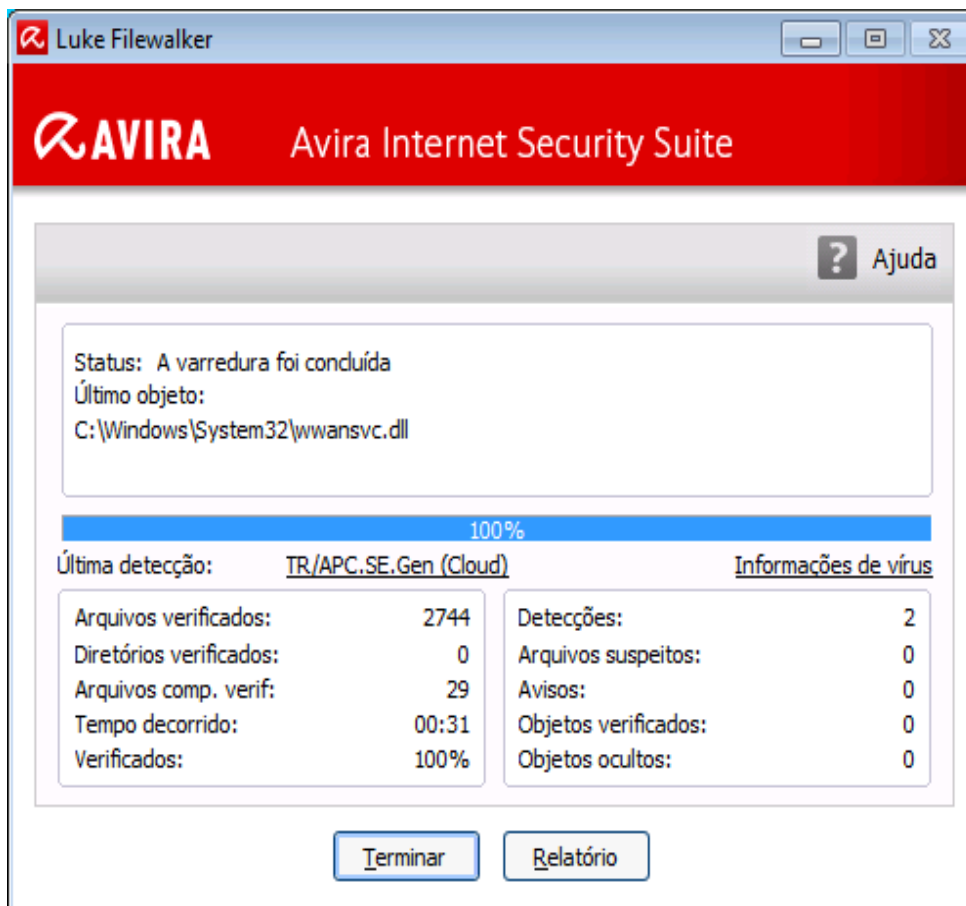 Luke Filewalker
AVIRA Avira Internet Security Suite
? Ajuda
Status: A varredura foi concluída
Último objeto:
C:\Windows\System32\wwansvc.dll
100%
Última detecção: TR/APC.SE.Gen (Cloud) Informações de vírus
Arquivos verificados: 2744
Diretórios verificados: 0
Arquivos comp. verif: 29
Tempo decorrido: 00:31
Verificados: 100%
Detecções: 2
Arquivos suspeitos: 0
Avisos: 0
Objetos verificados: 0
Objetos ocultos: 0
Terminar Relatório